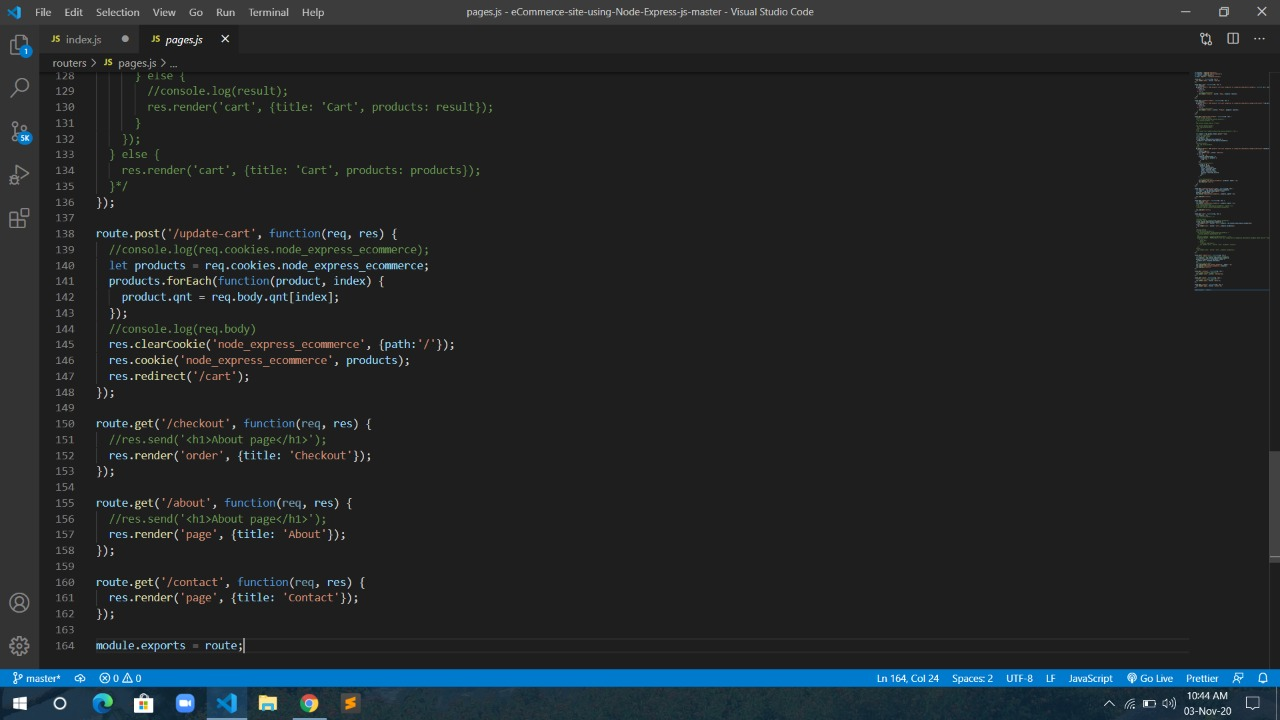 File Edit Selection View Go Run Terminal Help pages.js - eCommerce-site-using-Node-Express-js-master - Visual Studio Code
JS index.js JS pages.js
routers > JS pages.js > ...
1
5K
128 } else {
129 //console.log(result);
130 res.render('cart', {title: 'Cart', products: result});
131 }
132 });
133 } else {
134 res.render('cart', {title: 'Cart', products: products});
135 }*/
136 });
137
138 route.post('/update-cart', function(req, res) {
139 //console.log(req.cookies.node_express_ecommerce);
140 let products = req.cookies.node_express_ecommerce;
141 products.forEach(function(product, index) {
142 product.qnt = req.body.qnt[index];
143 });
144 //console.log(req.body)
145 res.clearCookie('node_express_ecommerce', {path:'/'});
146 res.cookie('node_express_ecommerce', products);
147 res.redirect('/cart');
148 });
149
150 route.get('/checkout', function(req, res) {
151 //res.send('<h1>About page</h1>');
152 res.render('order', {title: 'Checkout'});
153 });
154
155 route.get('/about', function(req, res) {
156 //res.send('<h1>About page</h1>');
157 res.render('page', {title: 'About'});
158 });
159
160 route.get('/contact', function(req, res) {
161 res.render('page', {title: 'Contact'});
162 });
163
164 module.exports = route;
master* 0 0 Ln 164, Col 24 Spaces: 2 UTF-8 LF JavaScript Go Live Prettier
10:44 AM
03-Nov-20